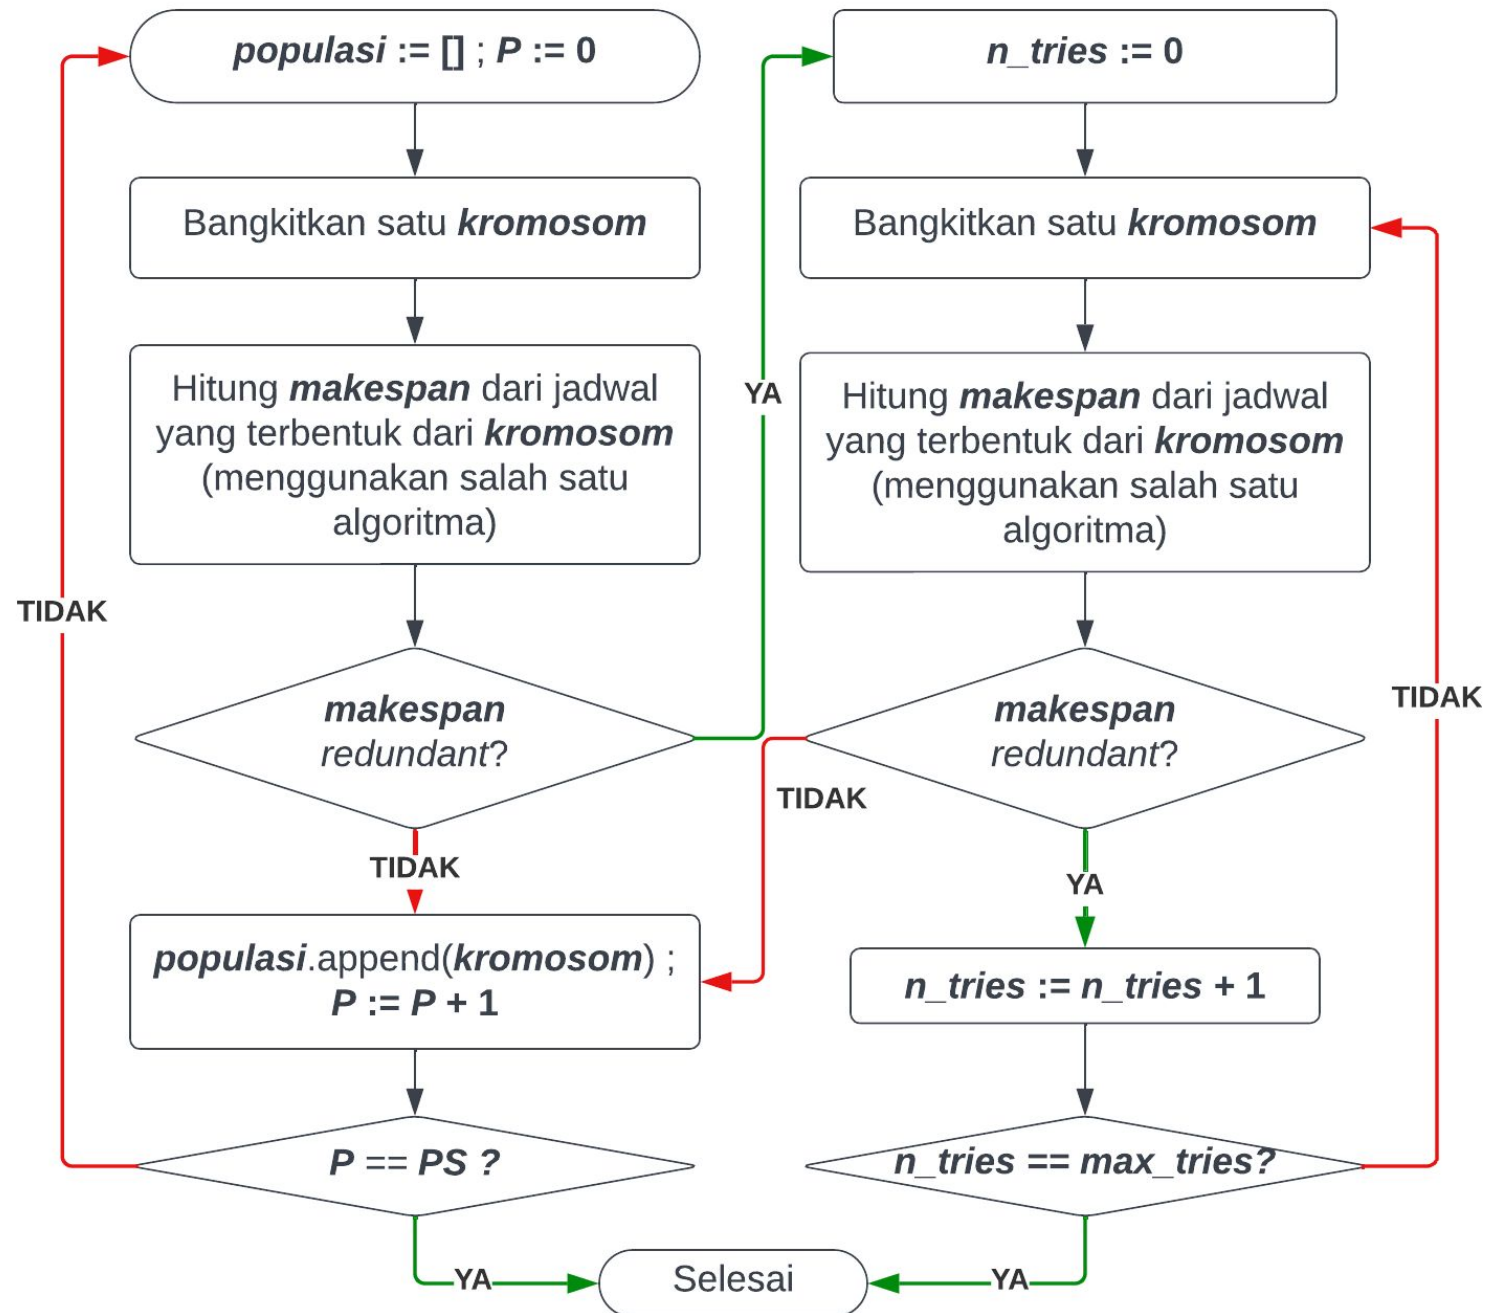 populasi := [] ; P := 0
Bangkitkan satu kromosom
Hitung makespan dari jadwal
yang terbentuk dari kromosom
(menggunakan salah satu
algoritma)
makespan
redundant?
TIDAK
populasi.append(kromosom) ;
P := P + 1
P == PS ?
TIDAK
YA
YA
n_tries := 0
Bangkitkan satu kromosom
Hitung makespan dari jadwal
yang terbentuk dari kromosom
(menggunakan salah satu
algoritma)
makespan
redundant?
TIDAK
YA
n_tries := n_tries + 1
n_tries == max_tries?
TIDAK
YA
Selesai